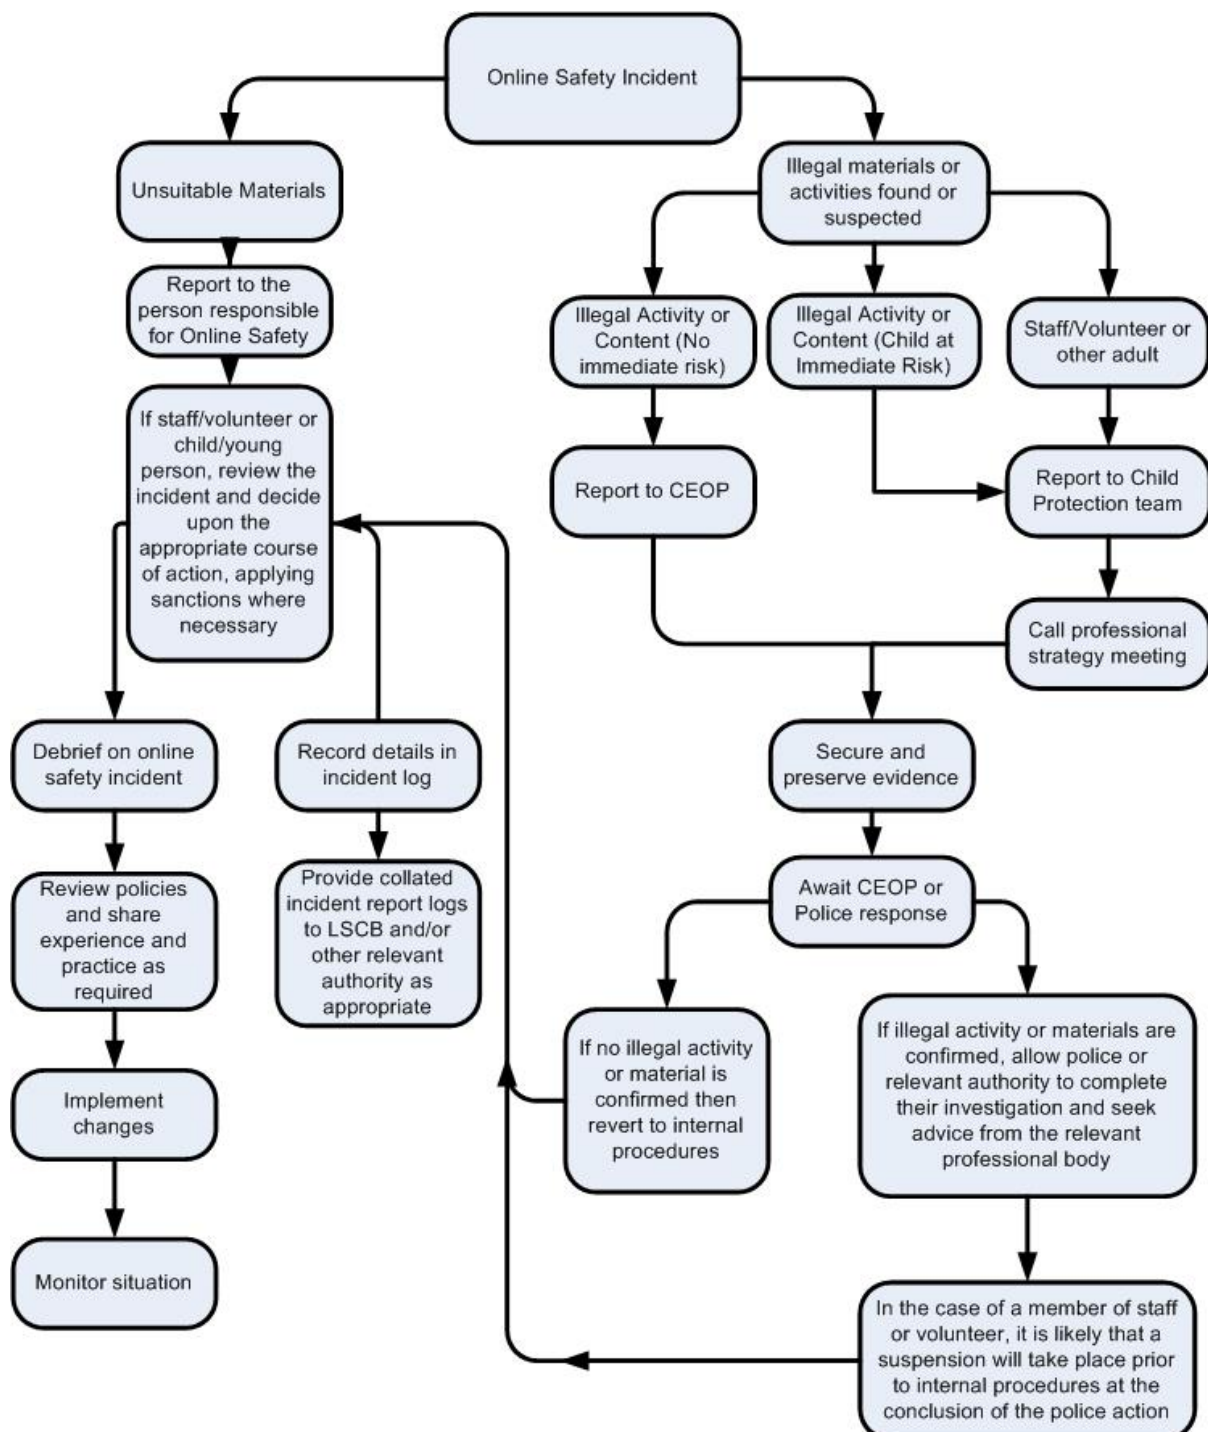 Online Safety Incident
Unsuitable Materials
Illegal materials or
activities found or
suspected
Report to the
person responsible
for Online Safety
Illegal Activity or
Content (No
immediate risk)
Illegal Activity or
Content (Child at
Immediate Risk)
Staff/Volunteer or
other adult
If staff/volunteer or
child/young
person, review the
incident and decide
upon the
appropriate course
of action, applying
sanctions where
necessary
Report to CEOP
Report to Child
Protection team
Call professional
strategy meeting
Debrief on online
safety incident
Record details in
incident log
Secure and
preserve evidence
Review policies
and share
experience and
practice as
required
Provide collated
incident report logs
to LSCB and/or
other relevant
authority as
appropriate
Await CEOP or
Police response
If no illegal activity
or material is
confirmed then
revert to internal
procedures
If illegal activity or materials are
confirmed, allow police or
relevant authority to complete
their investigation and seek
advice from the relevant
professional body
Implement
changes
Monitor situation
In the case of a member of staff
or volunteer, it is likely that a
suspension will take place prior
to internal procedures at the
conclusion of the police action